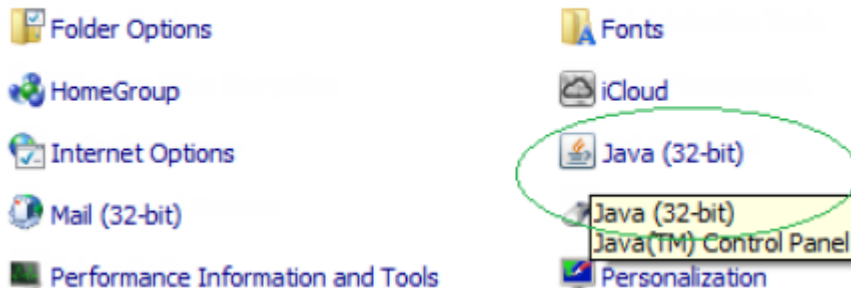 Folder Options
Fonts
HomeGroup
iCloud
Internet Options
Java (32-bit)
Mail (32-bit)
Java (32-bit)
Java(TM) Control Panel
Performance Information and Tools
Personalization